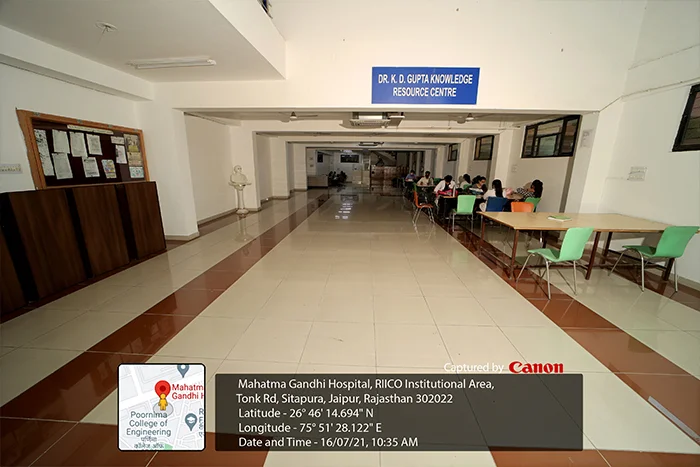 DR. K. D. GUPTA KNOWLEDGE
RESOURCE CENTRE
Captured by Canon
Mahatm
Gandhi H
Poornima
College of
Engineering
पूर्णिमा
Mahatma Gandhi Hospital, RIICO Institutional Area,
Tonk Rd, Sitapura, Jaipur, Rajasthan 302022
Latitude - 26° 46' 14.694" N
Longitude - 75° 51' 28.122" E
Date and Time - 16/07/21, 10:35 AM